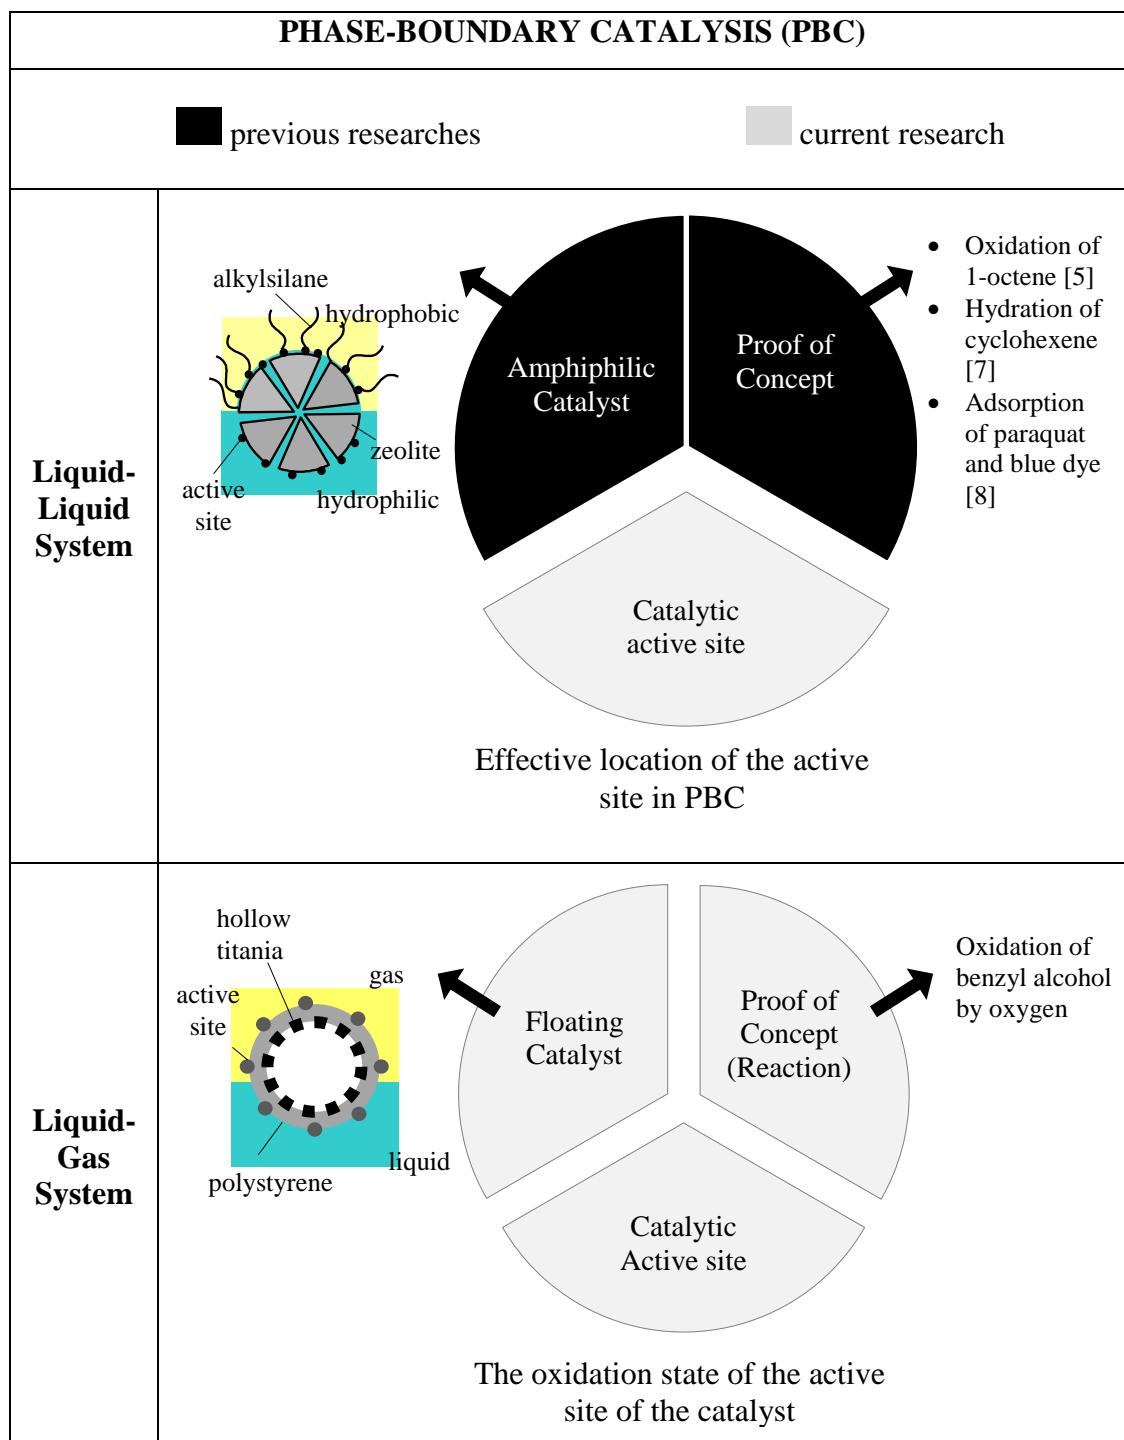 PHASE-BOUNDARY CATALYSIS (PBC)
previous researches
current research
Liquid-
Liquid
System
alkylsilane
hydrophobic
zeolite
active
site
hydrophilic
Amphiphilic
Catalyst
Proof of
Concept
• Oxidation of
1-octene [5]
• Hydration of
cyclohexene
[7]
• Adsorption
of paraquat
and blue dye
[8]
Catalytic
active site
Effective location of the active
site in PBC
Liquid-
Gas
System
hollow
titania
gas
active
site
liquid
polystyrene
Floating
Catalyst
Proof of
Concept
(Reaction)
Oxidation of
benzyl alcohol
by oxygen
Catalytic
Active site
The oxidation state of the active
site of the catalyst